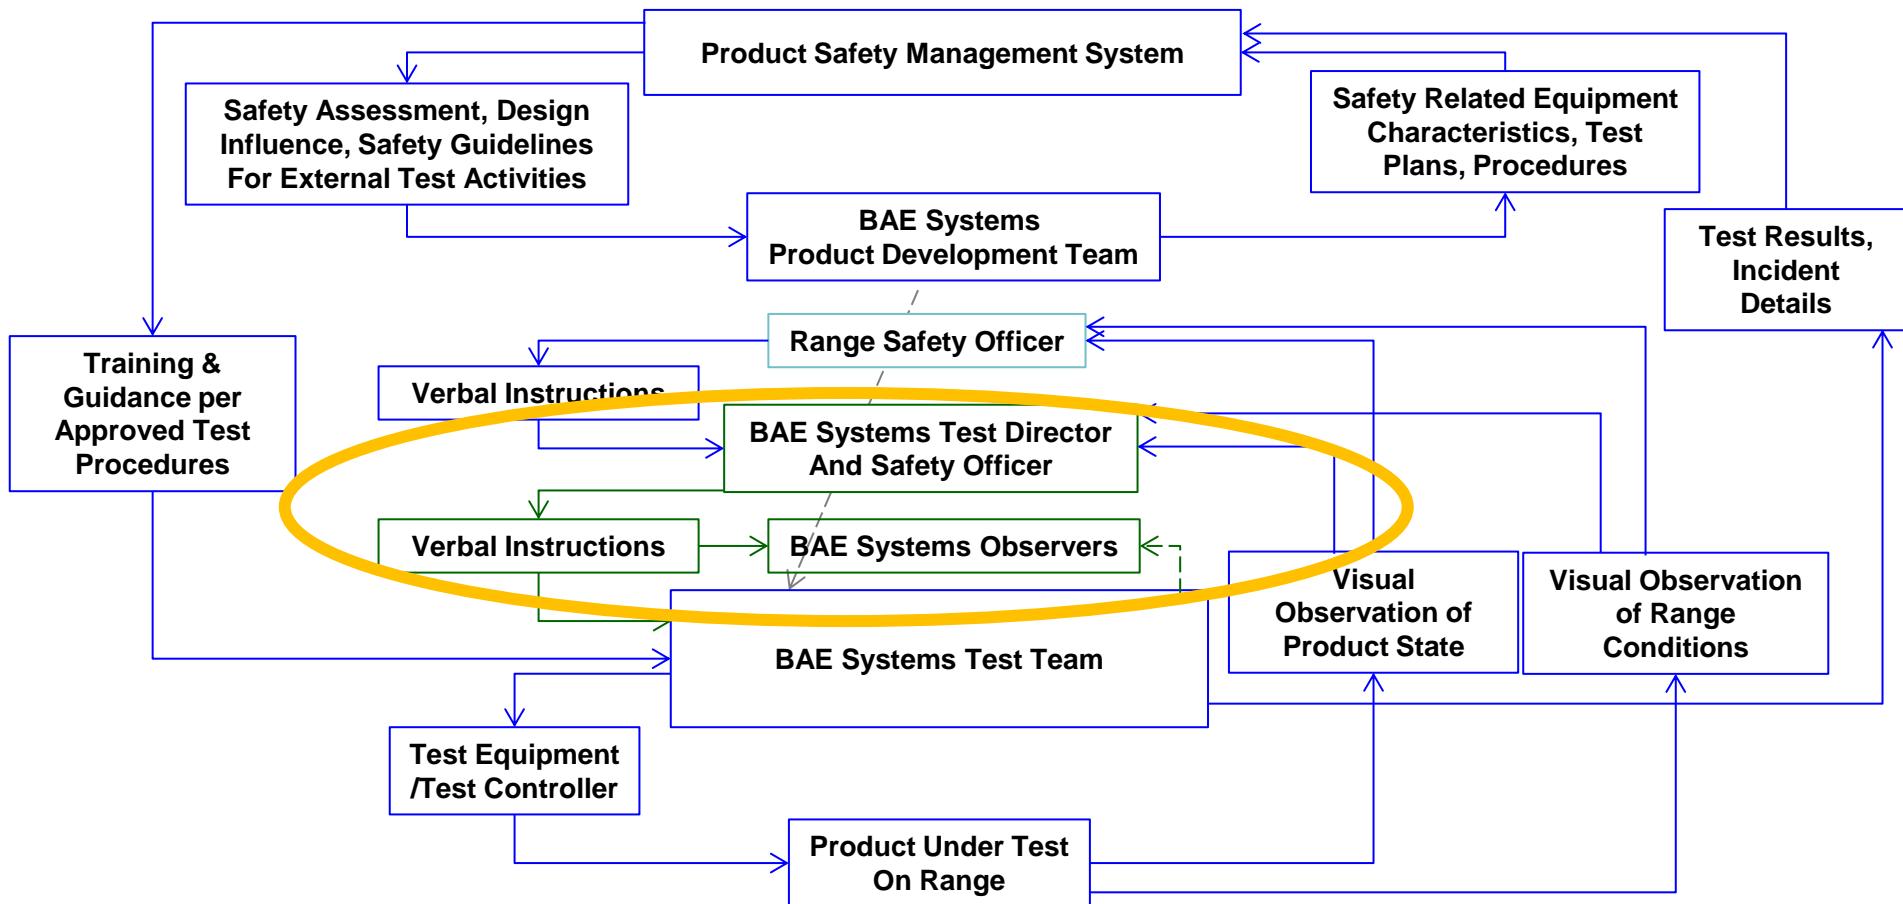 Product Safety Management System
Safety Assessment, Design
Influence, Safety Guidelines
For External Test Activities
Safety Related Equipment
Characteristics, Test
Plans, Procedures
BAE Systems
Product Development Team
Test Results,
Incident
Details
Range Safety Officer
Training &
Guidance per
Approved Test
Procedures
Verbal Instructions
BAE Systems Test Director
And Safety Officer
Verbal Instructions
BAE Systems Observers
Visual
Observation of
Product State
Visual Observation
of Range
Conditions
BAE Systems Test Team
Test Equipment
/Test Controller
Product Under Test
On Range